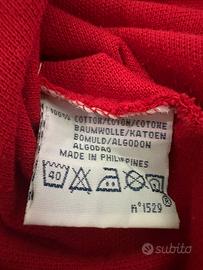 100%
COTTON/COTON/COTONE
BAUMWOLLE/KATOEN
BOMULD/ALGODON
ALGODAO
MADE IN PHILIPPINES
40
N°1529
®
subito